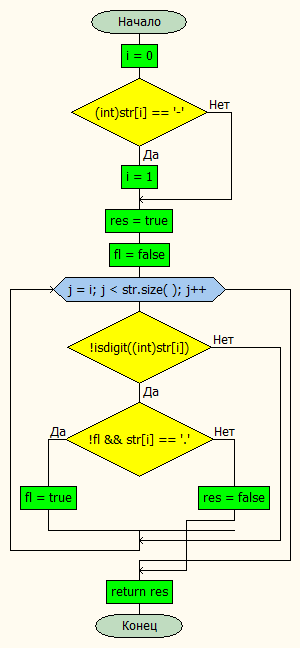 Начало
i = 0
(int)str[i] == '-'
Нет
Да
i = 1
res = true
fl = false
j = i; j < str.size( ); j++
!isdigit((int)str[i])
Нет
Да
!fl && str[i] == '.'
Да
Нет
fl = true
res = false
return res
Конец